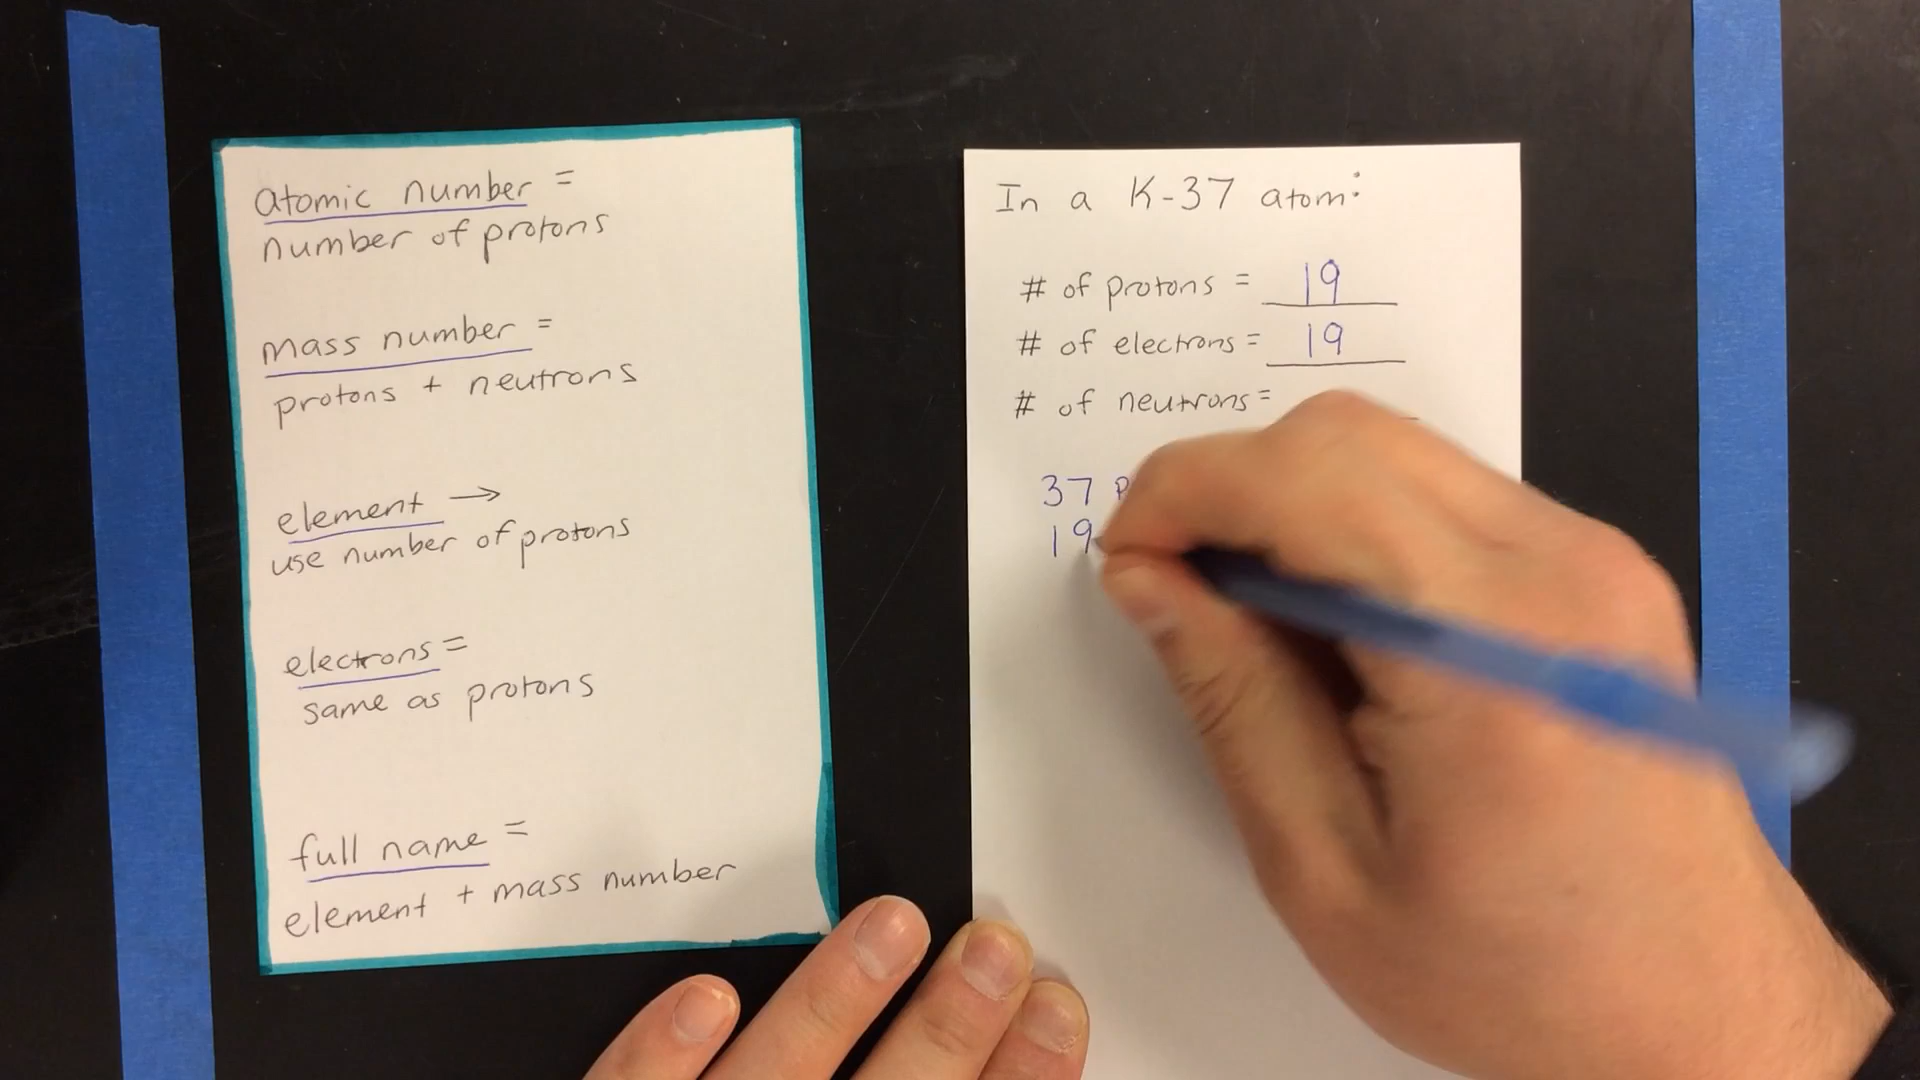 atomic number =
number of protons
mass number =
protons + neutrons
element →
use number of protons
electrons =
same as protons
full name =
element + mass number
In a K-37 atom:
# of protons = 19
# of electrons = 19
# of neutrons =
37 P
19